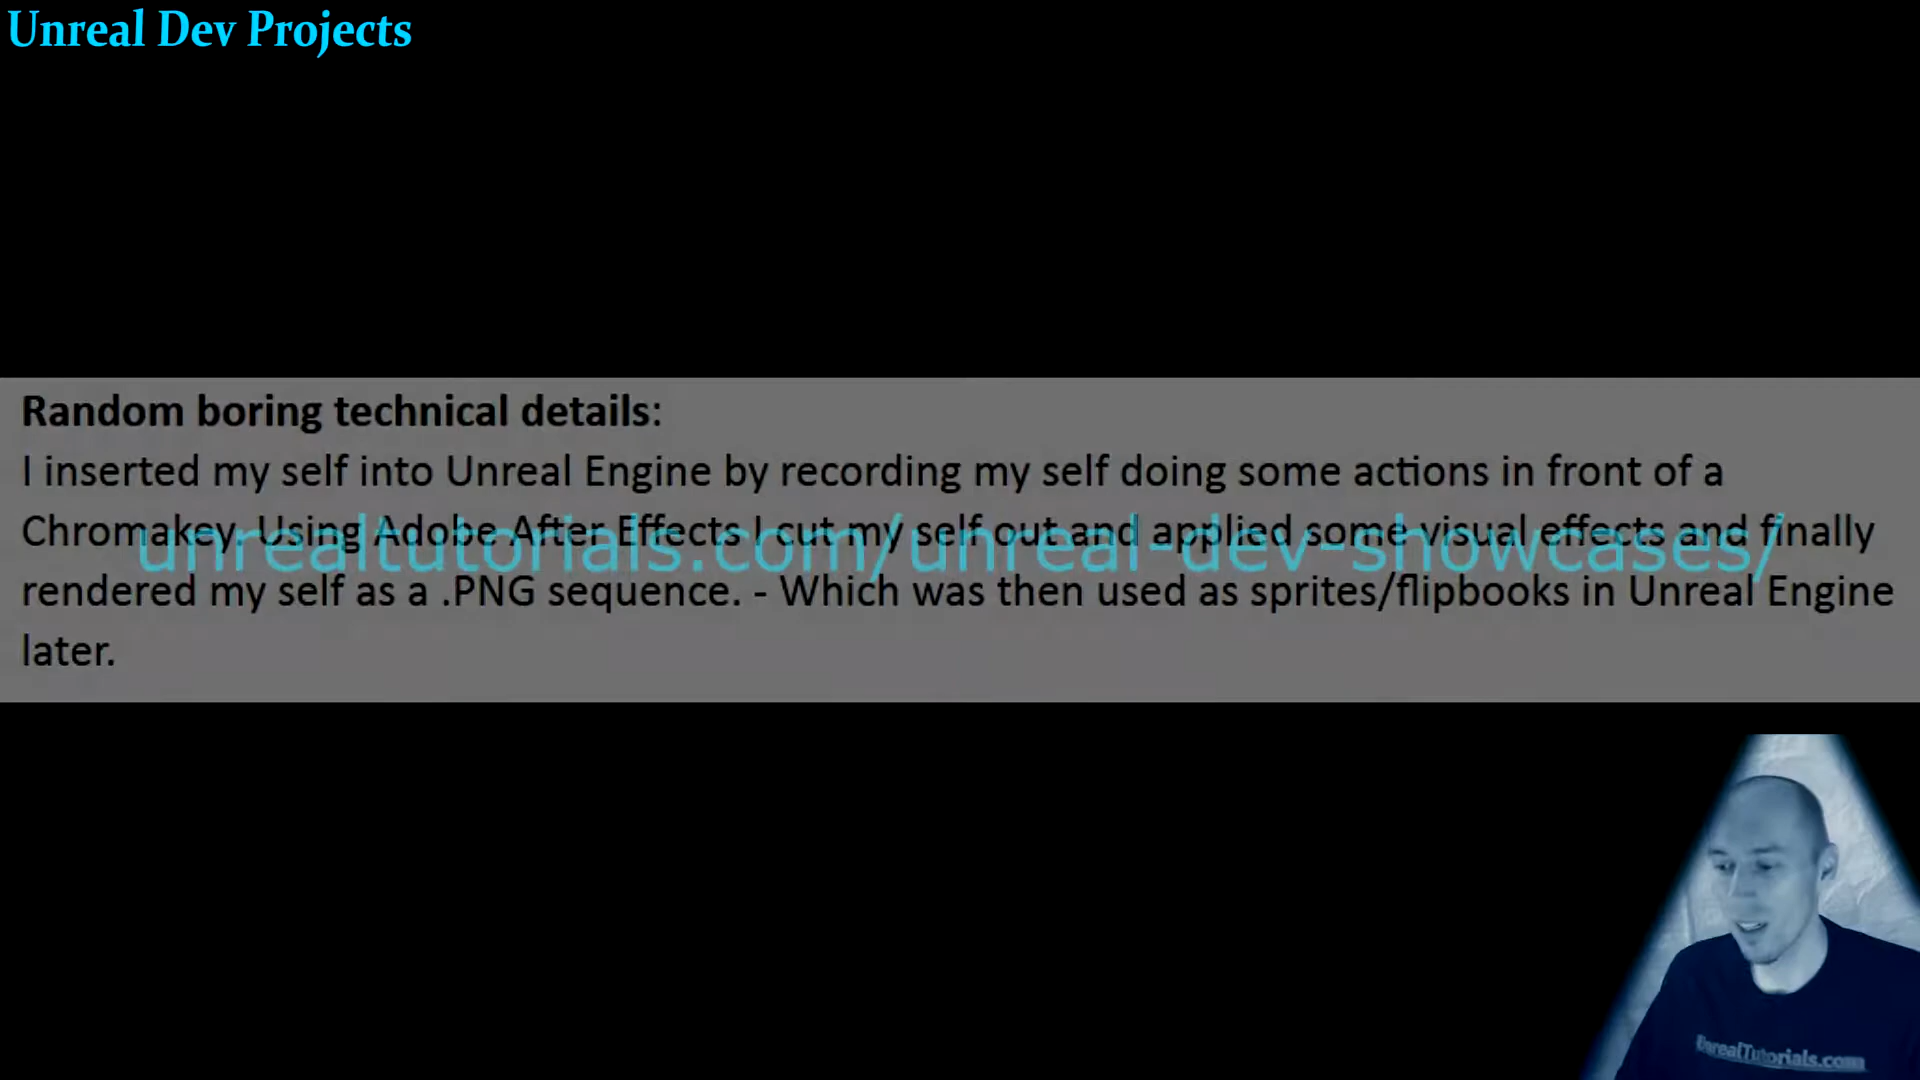 Unreal Dev Projects
Random boring technical details:
I inserted my self into Unreal Engine by recording my self doing some actions in front of a
Chromakey. Using Adobe After Effects I cut my self out and applied some visual effects and finally
unrealtutorials.com/unreal-dev-showcases/
rendered my self as a .PNG sequence. - Which was then used as sprites/flipbooks in Unreal Engine
later.
UnrealTutorials.com